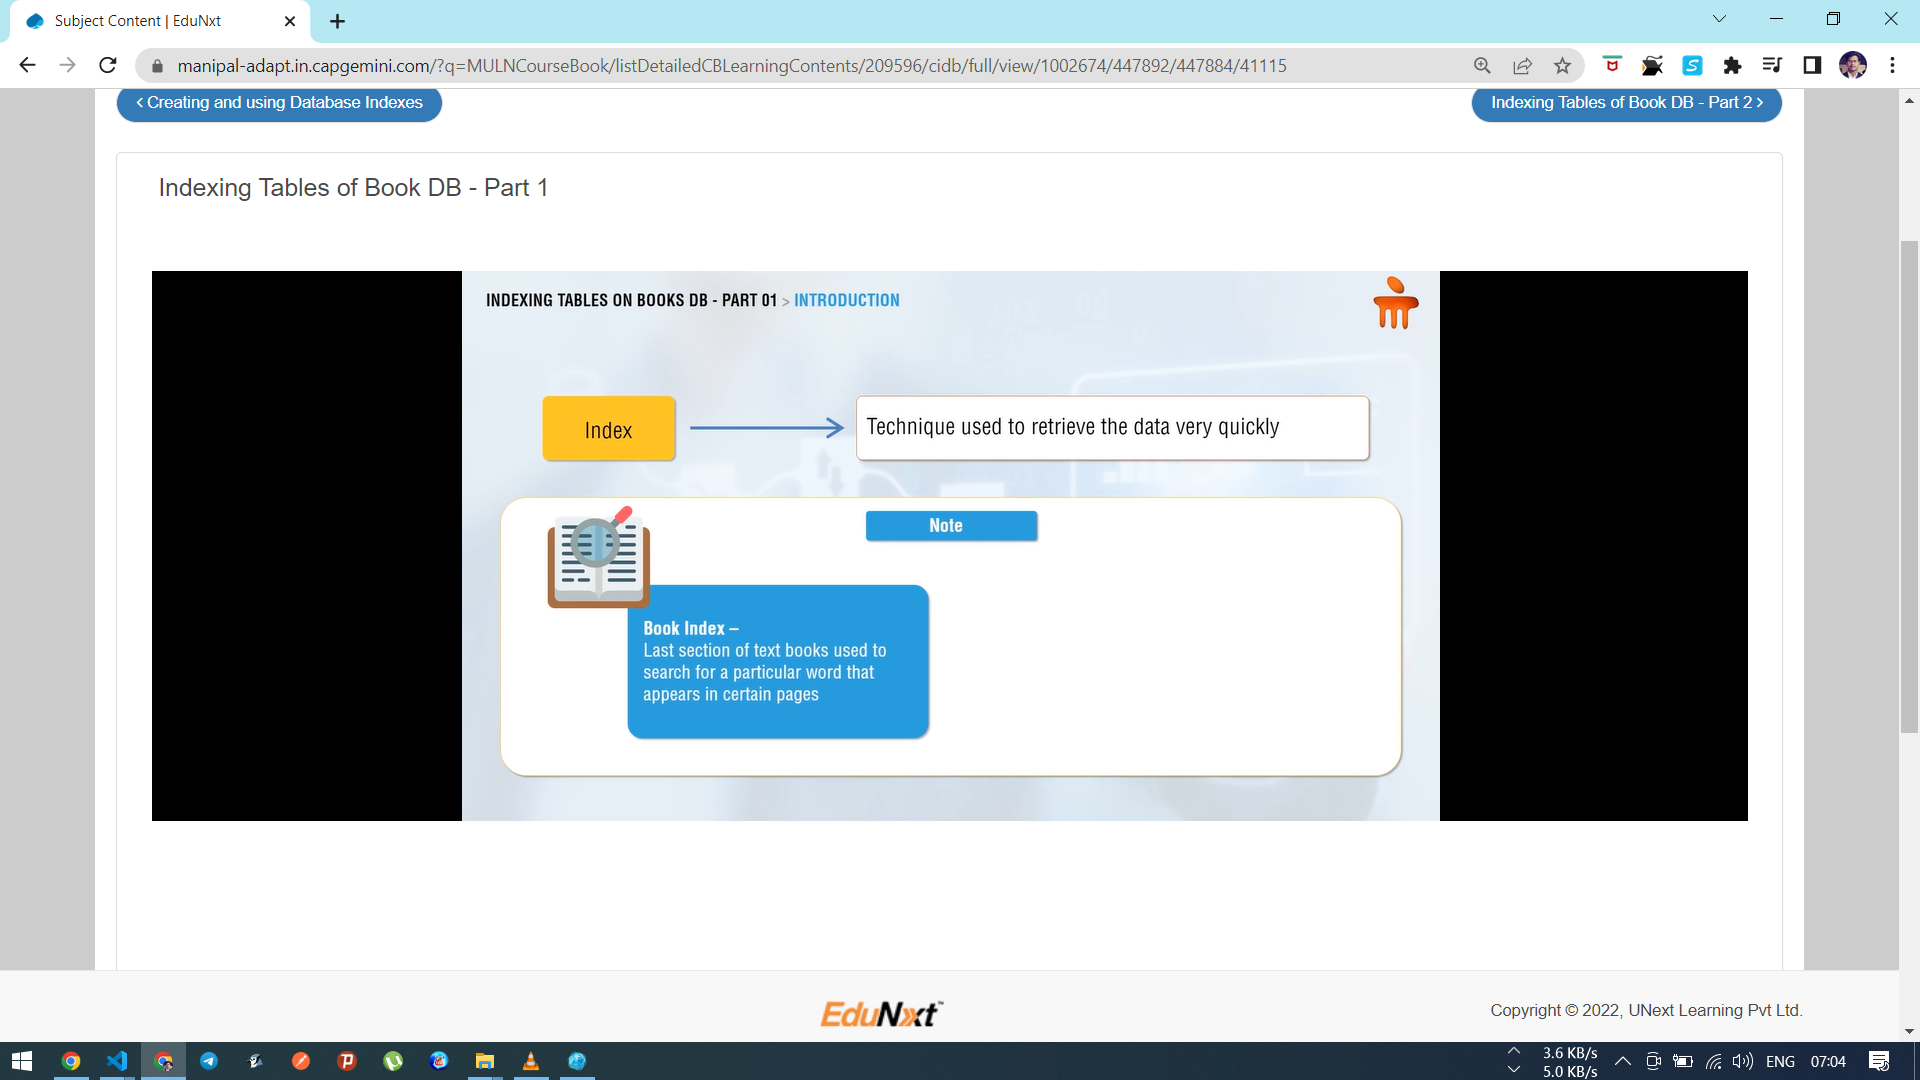 Subject Content | EduNxt
manipal-adapt.in.capgemini.com/?q=MULNCourseBook/listDetailedCBLearningContents/209596/cidb/full/view/1002674/447892/447884/41115
Creating and using Database Indexes
Indexing Tables of Book DB - Part 2
Indexing Tables of Book DB - Part 1
INDEXING TABLES ON BOOKS DB - PART 01 > INTRODUCTION
Index
Technique used to retrieve the data very quickly
Note
Book Index –
Last section of text books used to
search for a particular word that
appears in certain pages
EduNxt
Copyright © 2022, UNext Learning Pvt Ltd.
3.6 KB/s
5.0 KB/s
ENG
07:04